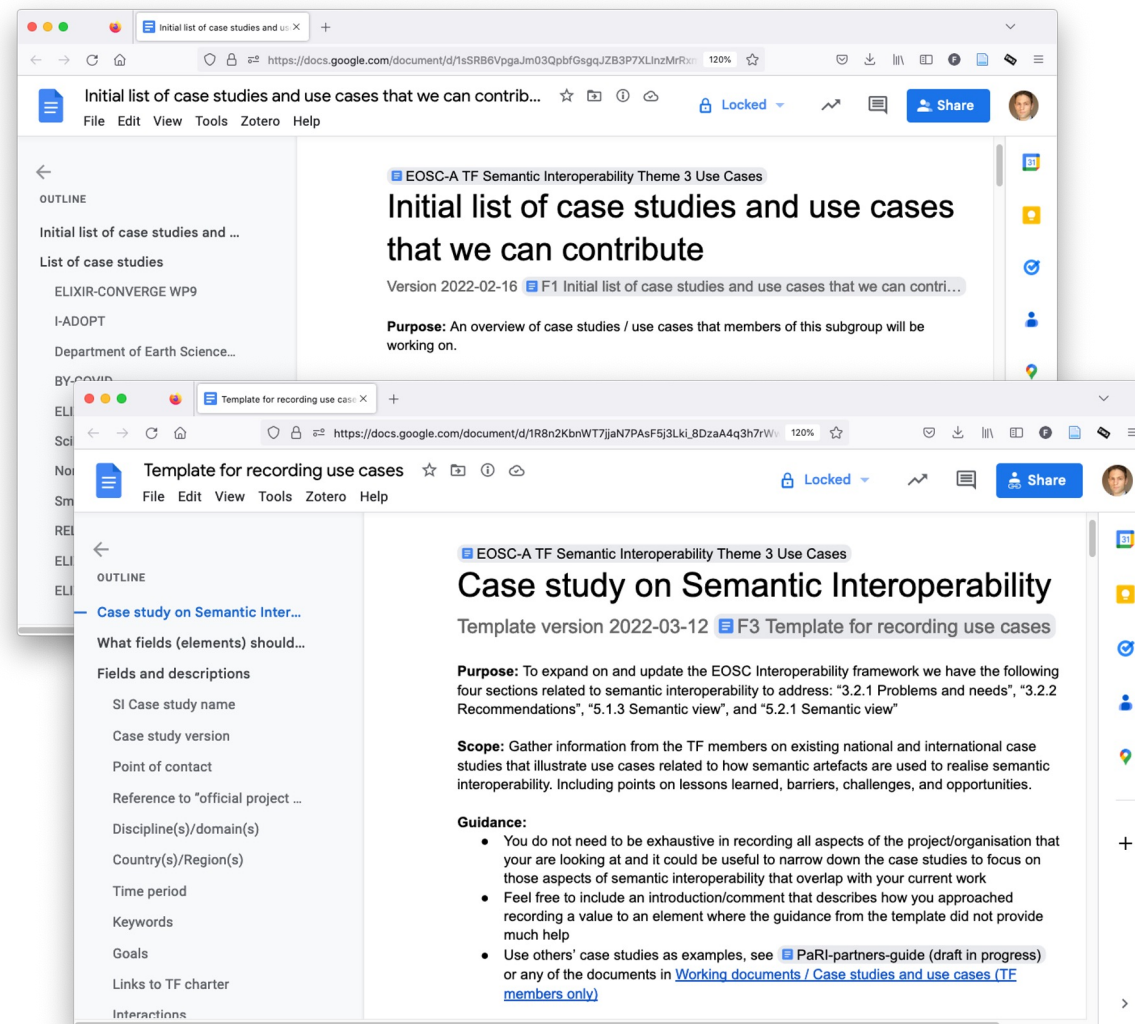 Initial list of case studies and us
https://docs.google.com/document/d/1sSRB6VpgaJm03QpbfGsgqJZB3P7XLInzMrRxn
120%
Initial list of case studies and use cases that we can contrib...
Locked
Share
File Edit View Tools Zotero Help
OUTLINE
Initial list of case studies and ...
List of case studies
ELIXIR-CONVERGE WP9
I-ADOPT
Department of Earth Science...
BY-COVID
ELI
Sci
Sm
REL
ELI
ELI
EOSC-A TF Semantic Interoperability Theme 3 Use Cases
Initial list of case studies and use cases
that we can contribute
Version 2022-02-16 F1 Initial list of case studies and use cases that we can contri...
Purpose: An overview of case studies / use cases that members of this subgroup will be
working on.
31
Template for recording use case
https://docs.google.com/document/d/1R8n2KbnWT7jjaN7PAsF5j3Lki_8DzaA4q3h7rW
120%
Template for recording use cases
Locked
Share
File Edit View Tools Zotero Help
OUTLINE
Case study on Semantic Inter...
What fields (elements) should...
Fields and descriptions
SI Case study name
Case study version
Point of contact
Reference to "official project ...
Discipline(s)/domain(s)
Country(s)/Region(s)
Time period
Keywords
Goals
Links to TF charter
Interactions
EOSC-A TF Semantic Interoperability Theme 3 Use Cases
Case study on Semantic Interoperability
Template version 2022-03-12 F3 Template for recording use cases
Purpose: To expand on and update the EOSC Interoperability framework we have the following
four sections related to semantic interoperability to address: “3.2.1 Problems and needs”, “3.2.2
Recommendations”, “5.1.3 Semantic view”, and “5.2.1 Semantic view”
Scope: Gather information from the TF members on existing national and international case
studies that illustrate use cases related to how semantic artefacts are used to realise semantic
interoperability. Including points on lessons learned, barriers, challenges, and opportunities.
Guidance:
● You do not need to be exhaustive in recording all aspects of the project/organisation that
your are looking at and it could be useful to narrow down the case studies to focus on
those aspects of semantic interoperability that overlap with your current work
● Feel free to include an introduction/comment that describes how you approached
recording a value to an element where the guidance from the template did not provide
much help
● Use others’ case studies as examples, see PaRI-partners-guide (draft in progress)
or any of the documents in Working documents / Case studies and use cases (TF
members only)
31